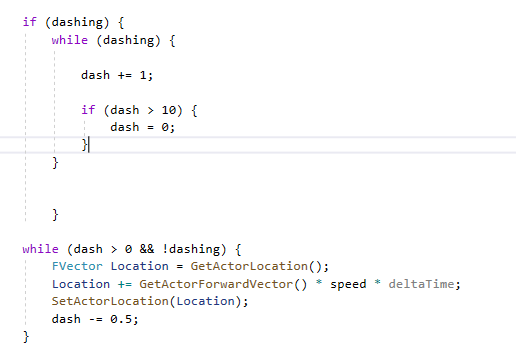 if (dashing) {
while (dashing) {
dash += 1;
if (dash > 10) {
dash = 0;
}
}
}
while (dash > 0 && !dashing) {
FVector Location = GetActorLocation();
Location += GetActorForwardVector() * speed * deltaTime;
SetActorLocation(Location);
dash -= 0.5;
}